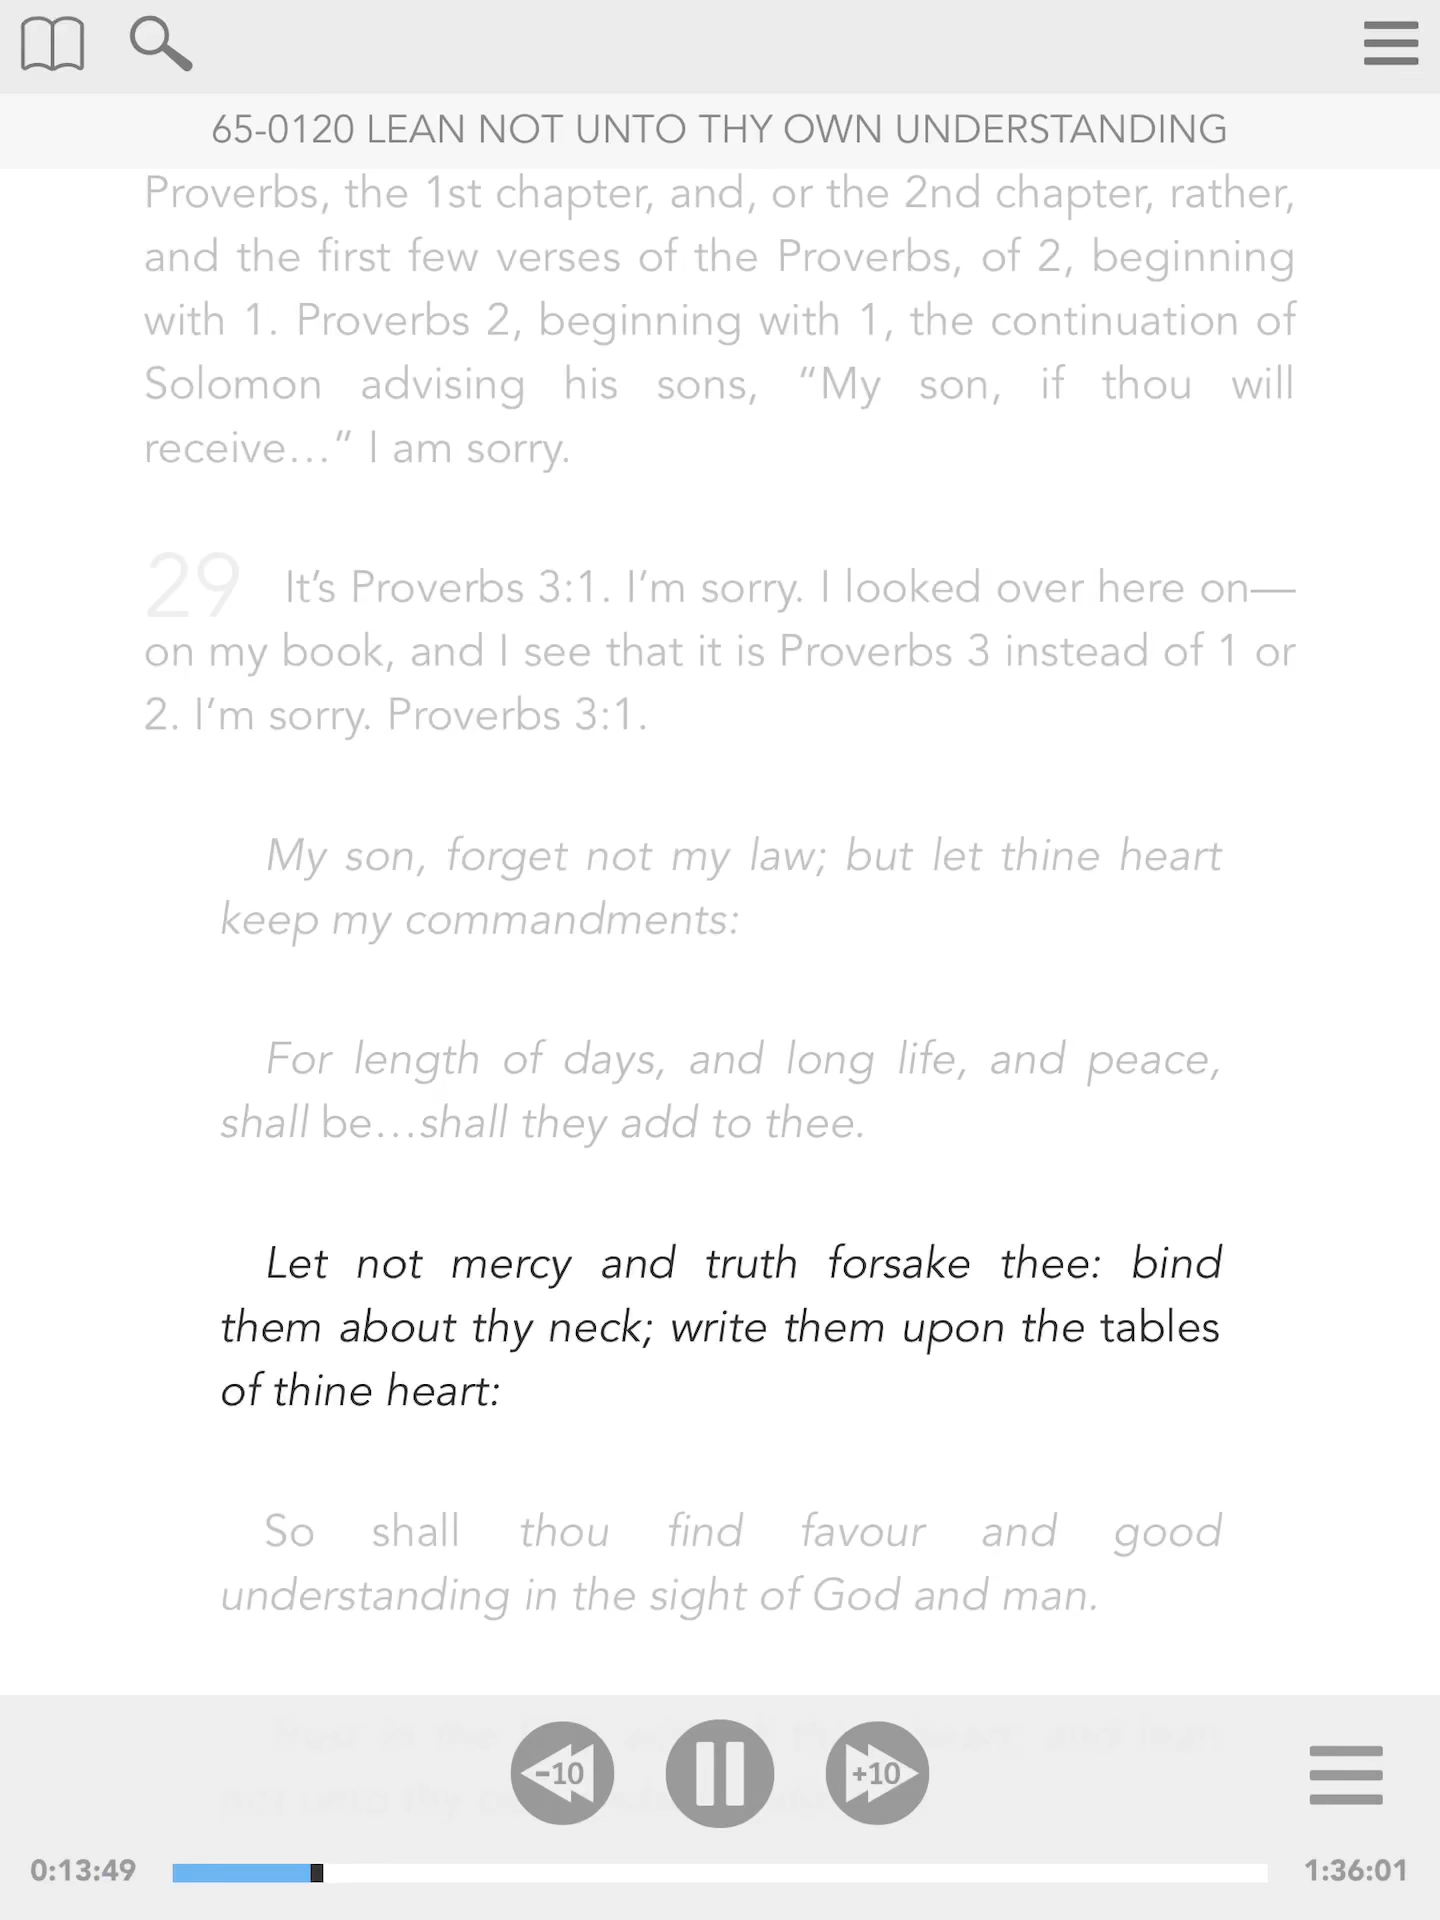 65-0120 LEAN NOT UNTO THY OWN UNDERSTANDING
Proverbs, the 1st chapter, and, or the 2nd chapter, rather,
and the first few verses of the Proverbs, of 2, beginning
with 1. Proverbs 2, beginning with 1, the continuation of
Solomon advising his sons, “My son, if thou will
receive…” I am sorry.
29 It’s Proverbs 3:1. I’m sorry. I looked over here on—
on my book, and I see that it is Proverbs 3 instead of 1 or
2. I’m sorry. Proverbs 3:1.
My son, forget not my law; but let thine heart
keep my commandments:
For length of days, and long life, and peace,
shall be…shall they add to thee.
Let not mercy and truth forsake thee: bind
them about thy neck; write them upon the tables
of thine heart:
So shall thou find favour and good
understanding in the sight of God and man.
-10 +10
0:13:49 1:36:01